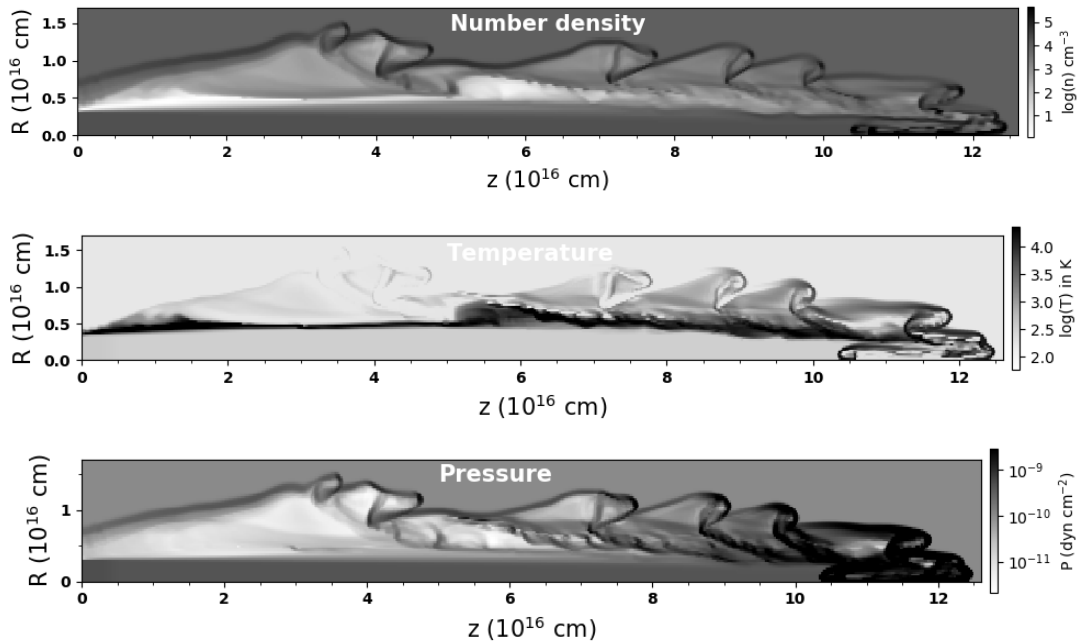 Number density
1.5
1.0
0.5
0.0
R (10¹⁶ cm)
0 2 4 6 8 10 12
z (10¹⁶ cm)
5
4
3
2
1
log(n) cm⁻³
Temperature
1.5
1.0
0.5
0.0
R (10¹⁶ cm)
0 2 4 6 8 10 12
z (10¹⁶ cm)
4.0
3.5
3.0
2.5
2.0
log(T) in K
Pressure
1
0
R (10¹⁶ cm)
0 2 4 6 8 10 12
z (10¹⁶ cm)
10⁻⁹
10⁻¹⁰
10⁻¹¹
P (dyn cm⁻²)